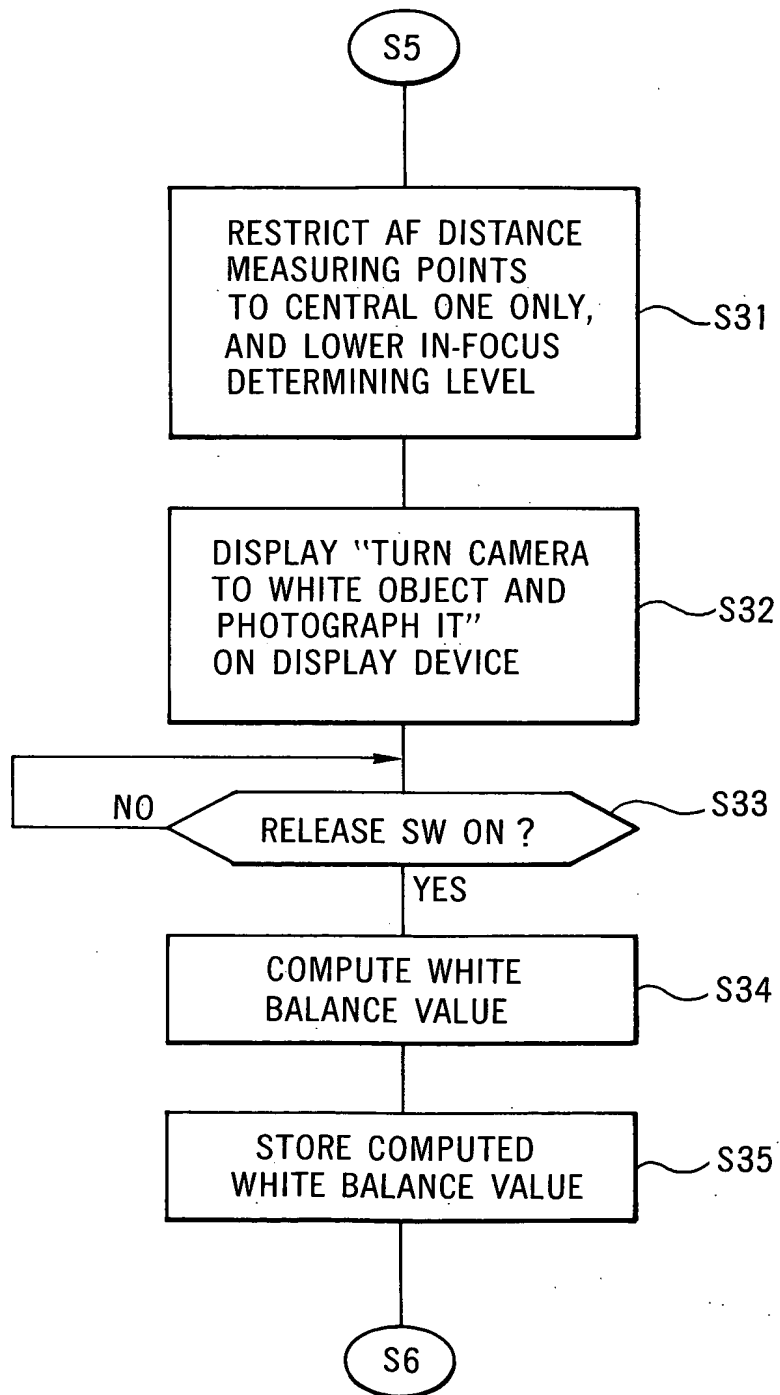 S5
RESTRICT AF DISTANCE
MEASURING POINTS
TO CENTRAL ONE ONLY,
AND LOWER IN-FOCUS
DETERMINING LEVEL
S31
DISPLAY "TURN CAMERA
TO WHITE OBJECT AND
PHOTOGRAPH IT"
ON DISPLAY DEVICE
S32
NO
RELEASE SW ON ?
S33
YES
COMPUTE WHITE
BALANCE VALUE
S34
STORE COMPUTED
WHITE BALANCE VALUE
S35
S6